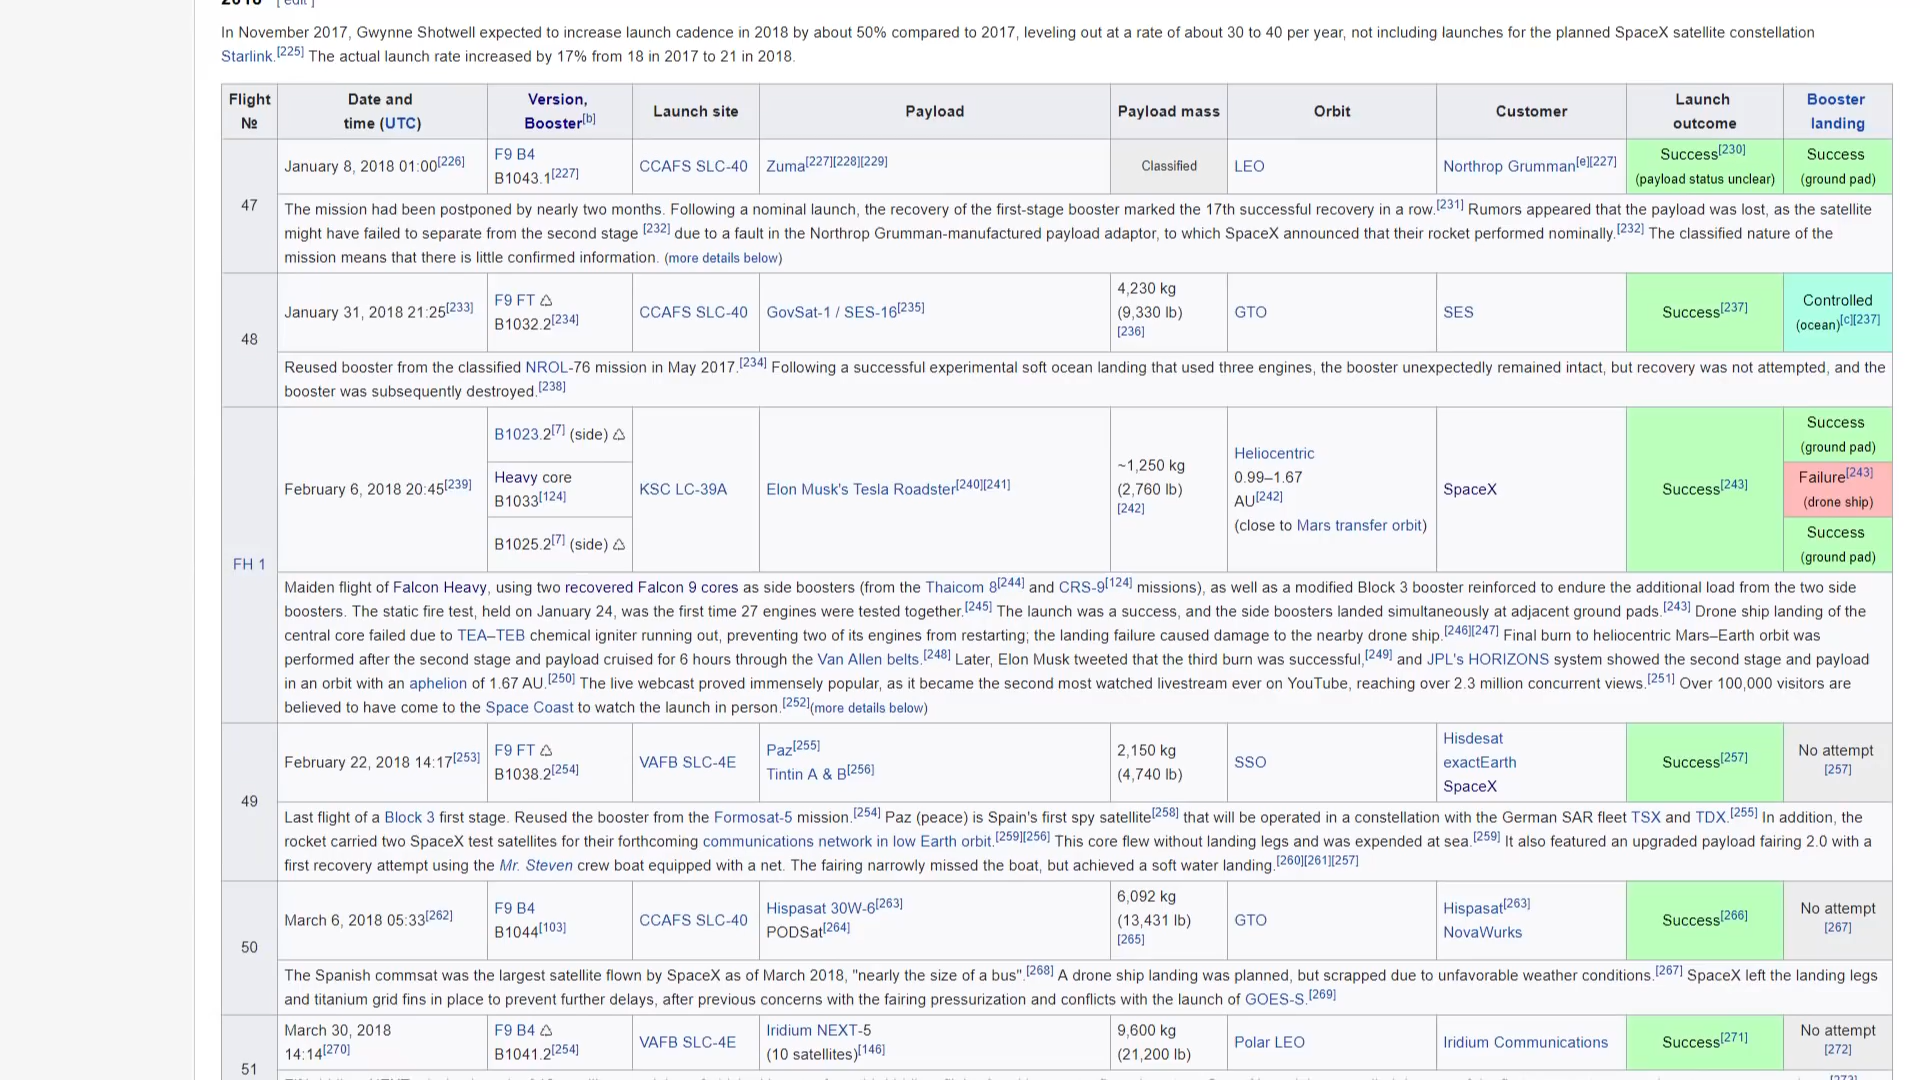 2018 [ edit ]
In November 2017, Gwynne Shotwell expected to increase launch cadence in 2018 by about 50% compared to 2017, leveling out at a rate of about 30 to 40 per year, not including launches for the planned SpaceX satellite constellation
Starlink.[225] The actual launch rate increased by 17% from 18 in 2017 to 21 in 2018.
Flight
№
Date and
time (UTC)
Version,
Booster[b]
Launch site
Payload
Payload mass
Orbit
Customer
Launch
outcome
Booster
landing
47
January 8, 2018 01:00[226]
F9 B4
B1043.1[227]
CCAFS SLC-40
Zuma[227][228][229]
Classified
LEO
Northrop Grumman[e][227]
Success[230]
(payload status unclear)
Success
(ground pad)
The mission had been postponed by nearly two months. Following a nominal launch, the recovery of the first-stage booster marked the 17th successful recovery in a row.[231] Rumors appeared that the payload was lost, as the satellite
might have failed to separate from the second stage [232] due to a fault in the Northrop Grumman-manufactured payload adaptor, to which SpaceX announced that their rocket performed nominally.[232] The classified nature of the
mission means that there is little confirmed information. (more details below)
48
January 31, 2018 21:25[233]
F9 FT ♺
B1032.2[234]
CCAFS SLC-40
GovSat-1 / SES-16[235]
4,230 kg
(9,330 lb)
[236]
GTO
SES
Success[237]
Controlled
(ocean)[c][237]
Reused booster from the classified NROL-76 mission in May 2017.[234] Following a successful experimental soft ocean landing that used three engines, the booster unexpectedly remained intact, but recovery was not attempted, and the
booster was subsequently destroyed.[238]
FH 1
February 6, 2018 20:45[239]
B1023.2[7] (side) ♺
Heavy core
B1033[124]
B1025.2[7] (side) ♺
KSC LC-39A
Elon Musk's Tesla Roadster[240][241]
~1,250 kg
(2,760 lb)
[242]
Heliocentric
0.99–1.67
AU[242]
(close to Mars transfer orbit)
SpaceX
Success[243]
Success
(ground pad)
Failure[243]
(drone ship)
Success
(ground pad)
Maiden flight of Falcon Heavy, using two recovered Falcon 9 cores as side boosters (from the Thaicom 8[244] and CRS-9[124] missions), as well as a modified Block 3 booster reinforced to endure the additional load from the two side
boosters. The static fire test, held on January 24, was the first time 27 engines were tested together.[245] The launch was a success, and the side boosters landed simultaneously at adjacent ground pads.[243] Drone ship landing of the
central core failed due to TEA–TEB chemical igniter running out, preventing two of its engines from restarting; the landing failure caused damage to the nearby drone ship.[246][247] Final burn to heliocentric Mars–Earth orbit was
performed after the second stage and payload cruised for 6 hours through the Van Allen belts.[248] Later, Elon Musk tweeted that the third burn was successful,[249] and JPL's HORIZONS system showed the second stage and payload
in an orbit with an aphelion of 1.67 AU.[250] The live webcast proved immensely popular, as it became the second most watched livestream ever on YouTube, reaching over 2.3 million concurrent views.[251] Over 100,000 visitors are
believed to have come to the Space Coast to watch the launch in person.[252](more details below)
49
February 22, 2018 14:17[253]
F9 FT ♺
B1038.2[254]
VAFB SLC-4E
Paz[255]
Tintin A & B[256]
2,150 kg
(4,740 lb)
SSO
Hisdesat
exactEarth
SpaceX
Success[257]
No attempt
[257]
Last flight of a Block 3 first stage. Reused the booster from the Formosat-5 mission.[254] Paz (peace) is Spain's first spy satellite[258] that will be operated in a constellation with the German SAR fleet TSX and TDX.[255] In addition, the
rocket carried two SpaceX test satellites for their forthcoming communications network in low Earth orbit.[259][256] This core flew without landing legs and was expended at sea.[259] It also featured an upgraded payload fairing 2.0 with a
first recovery attempt using the Mr. Steven crew boat equipped with a net. The fairing narrowly missed the boat, but achieved a soft water landing.[260][261][257]
50
March 6, 2018 05:33[262]
F9 B4
B1044[103]
CCAFS SLC-40
Hispasat 30W-6[263]
PODSat[264]
6,092 kg
(13,431 lb)
[265]
GTO
Hispasat[263]
NovaWurks
Success[266]
No attempt
[267]
The Spanish commsat was the largest satellite flown by SpaceX as of March 2018, "nearly the size of a bus".[268] A drone ship landing was planned, but scrapped due to unfavorable weather conditions.[267] SpaceX left the landing legs
and titanium grid fins in place to prevent further delays, after previous concerns with the fairing pressurization and conflicts with the launch of GOES-S.[269]
51
March 30, 2018
14:14[270]
F9 B4 ♺
B1041.2[254]
VAFB SLC-4E
Iridium NEXT-5
(10 satellites)[146]
9,600 kg
(21,200 lb)
Polar LEO
Iridium Communications
Success[271]
No attempt
[272]